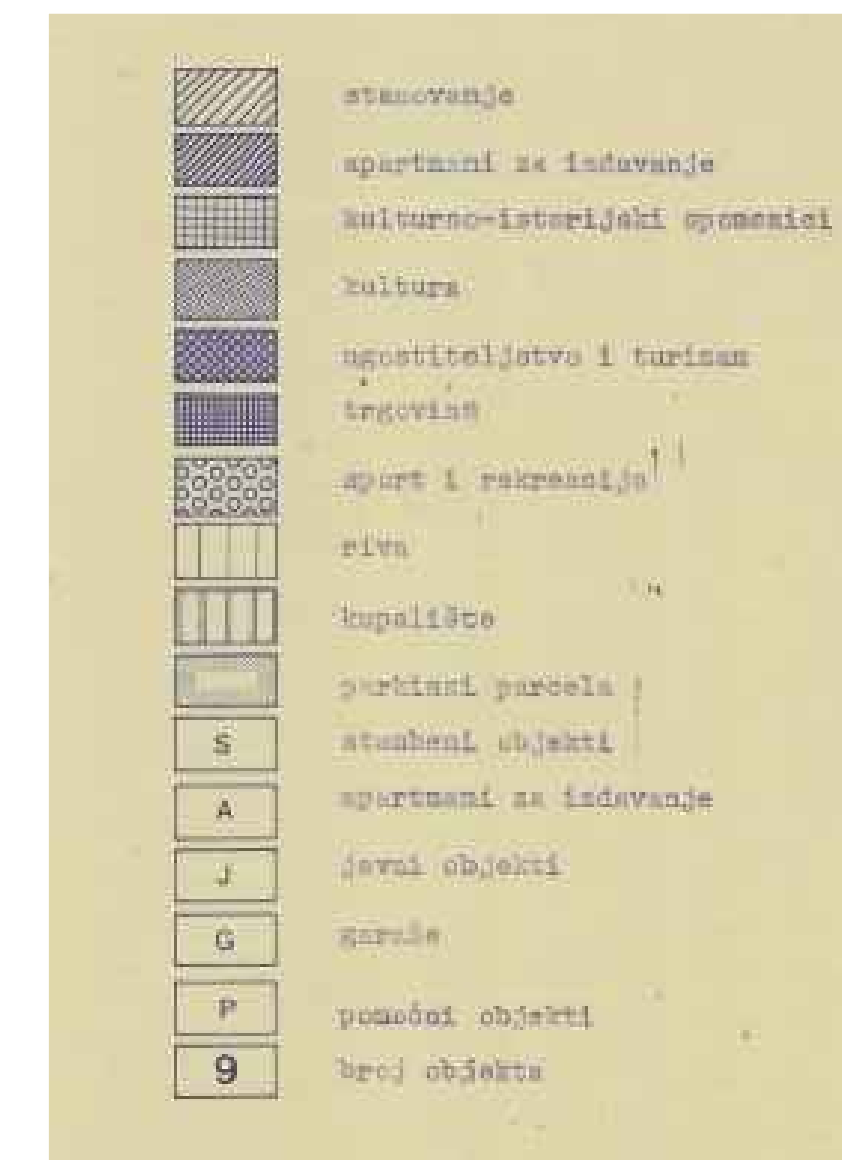 stanovanje
apartmani za izdavanje
kulturno-istorijski spomenici
kultura
ugostiteljstvo i turizam
trgovina
sport i rekreacija
riva
kupalište
parkinzi parcela
S stambeni objekti
A apartmani za izdavanje
J javni objekti
G garaže
P pomoćni objekti
9 broj objekta